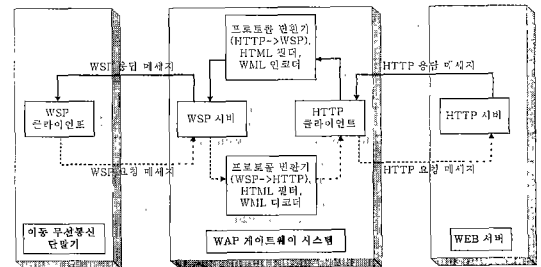 프로토콜 변환기
(HTTP->WSP),
HTML 필터,
WML 인코더
WSP 응답 메세지
HTTP 응답 메세지
WSP
클라이언트
WSP 서버
HTTP
클라이언트
HTTP 서버
WSP 요청 메세지
HTTP 요청 메세지
프로토콜 변환기
(WSP->HTTP),
HTML 필터,
WML 디코더
이동 무선통신
단말기
WAP 게이트웨이 시스템
WEB 서버